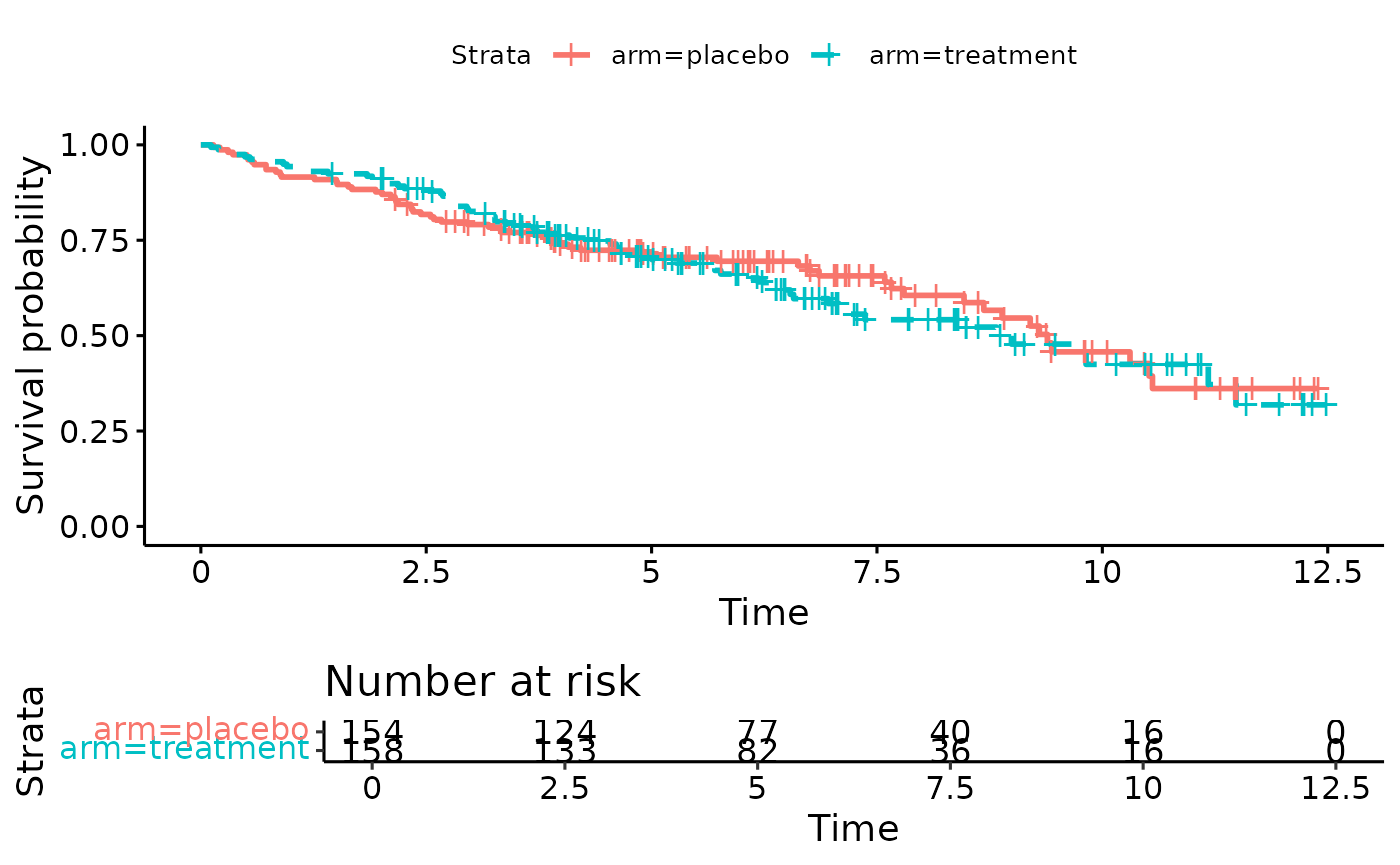 Strata arm=placebo arm=treatment
Survival probability
1.00
0.75
0.50
0.25
0.00
0 2.5 5 7.5 10 12.5
Time
Number at risk
Strata
arm=placebo 154 124 77 40 16 0
arm=treatment 158 133 82 36 16 0
0 2.5 5 7.5 10 12.5
Time